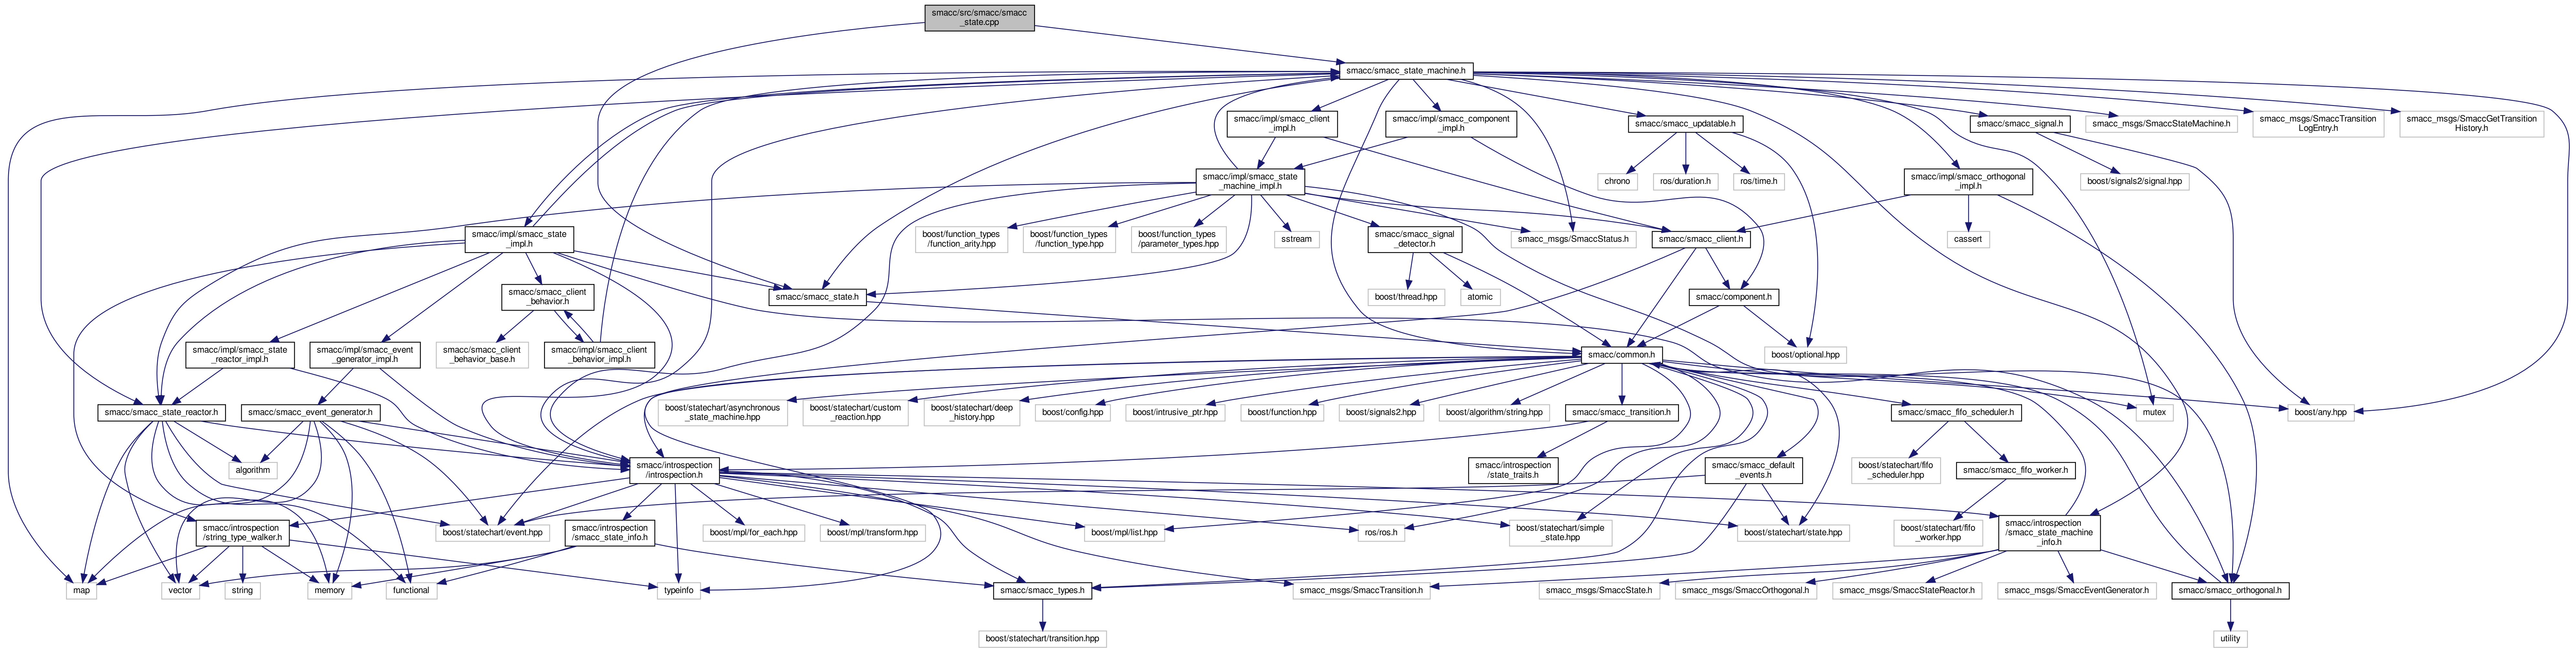 smacc/src/smacc/smacc
_state.cpp
smacc/smacc_state_machine.h
smacc/impl/smacc_client
_impl.h
smacc/impl/smacc_component
_impl.h
smacc/smacc_updatable.h
smacc/smacc_signal.h
smacc_msgs/SmaccStateMachine.h
smacc_msgs/SmaccTransition
LogEntry.h
smacc_msgs/SmaccGetTransition
History.h
smacc/impl/smacc_state
_machine_impl.h
chrono
ros/duration.h
ros/time.h
smacc/impl/smacc_orthogonal
_impl.h
boost/signals2/signal.hpp
smacc/impl/smacc_state
_impl.h
boost/function_types
/function_arity.hpp
boost/function_types
/function_type.hpp
boost/function_types
/parameter_types.hpp
sstream
smacc/smacc_signal
_detector.h
smacc_msgs/SmaccStatus.h
smacc/smacc_client.h
cassert
smacc/smacc_client
_behavior.h
smacc/smacc_state.h
boost/thread.hpp
atomic
smacc/component.h
smacc/impl/smacc_state
_reactor_impl.h
smacc/impl/smacc_event
_generator_impl.h
smacc/smacc_client
_behavior_base.h
smacc/impl/smacc_client
_behavior_impl.h
smacc/common.h
boost/optional.hpp
smacc/smacc_state_reactor.h
smacc/smacc_event_generator.h
boost/statechart/asynchronous
_state_machine.hpp
boost/statechart/custom
_reaction.hpp
boost/statechart/deep
_history.hpp
boost/config.hpp
boost/intrusive_ptr.hpp
boost/function.hpp
boost/signals2.hpp
boost/algorithm/string.hpp
smacc/smacc_transition.h
smacc/smacc_fifo_scheduler.h
mutex
boost/any.hpp
algorithm
smacc/introspection
/introspection.h
smacc/introspection
/state_traits.h
smacc/smacc_default
_events.h
boost/statechart/fifo
_scheduler.hpp
smacc/smacc_fifo_worker.h
smacc/introspection
/string_type_walker.h
boost/statechart/event.hpp
smacc/introspection
/smacc_state_info.h
boost/mpl/for_each.hpp
boost/mpl/transform.hpp
boost/mpl/list.hpp
ros/ros.h
boost/statechart/simple
_state.hpp
boost/statechart/state.hpp
boost/statechart/fifo
_worker.hpp
smacc/introspection
/smacc_state_machine
_info.h
map
vector
string
memory
functional
typeinfo
smacc/smacc_types.h
smacc_msgs/SmaccTransition.h
smacc_msgs/SmaccState.h
smacc_msgs/SmaccOrthogonal.h
smacc_msgs/SmaccStateReactor.h
smacc_msgs/SmaccEventGenerator.h
smacc/smacc_orthogonal.h
boost/statechart/transition.hpp
utility